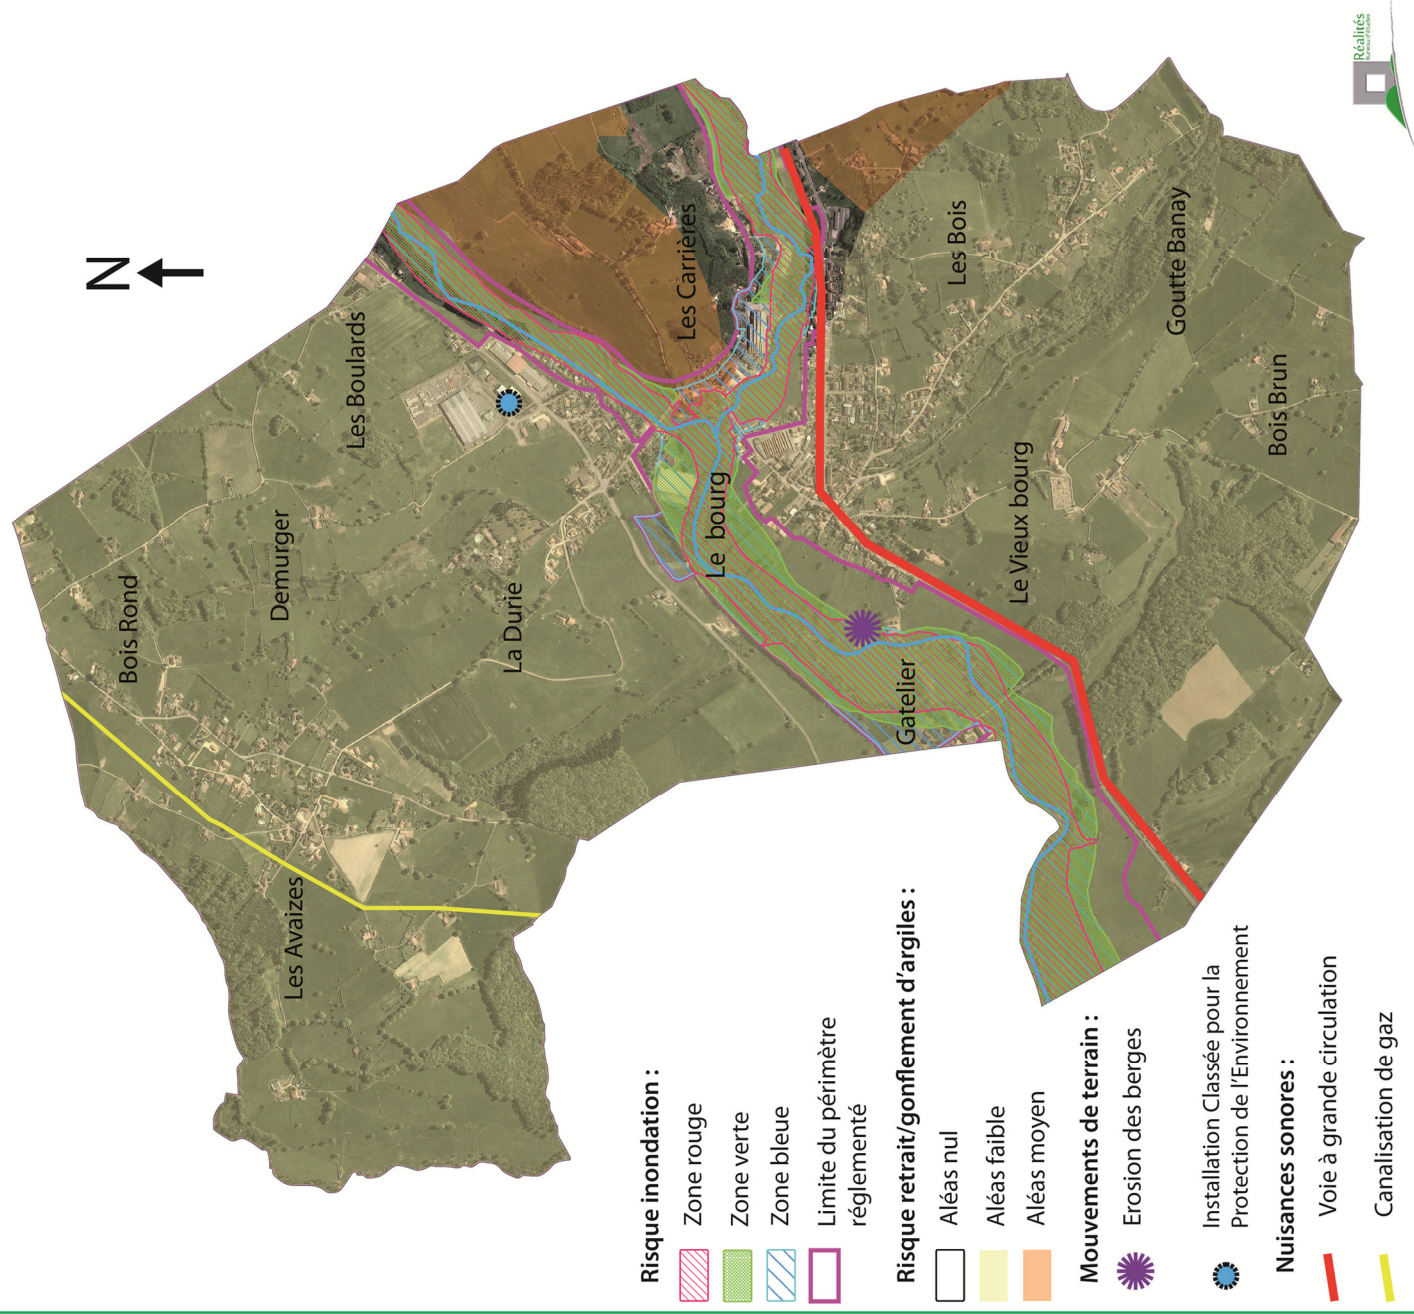 N
Réalités
Bureau d'études
Bois Rond
Demurger
Les Boulards
La Durie
Les Avaizes
Les Carrières
Le bourg
Gatelier
Les Bois
Le Vieux bourg
Goutte Banay
Bois Brun
Risque inondation :
Zone rouge
Zone verte
Zone bleue
Limite du périmètre
réglementé
Risque retrait/gonflement d'argiles :
Aléas nul
Aléas faible
Aléas moyen
Mouvements de terrain :
Erosion des berges
Installation Classée pour la
Protection de l'Environnement
Nuisances sonores :
Voie à grande circulation
Canalisation de gaz